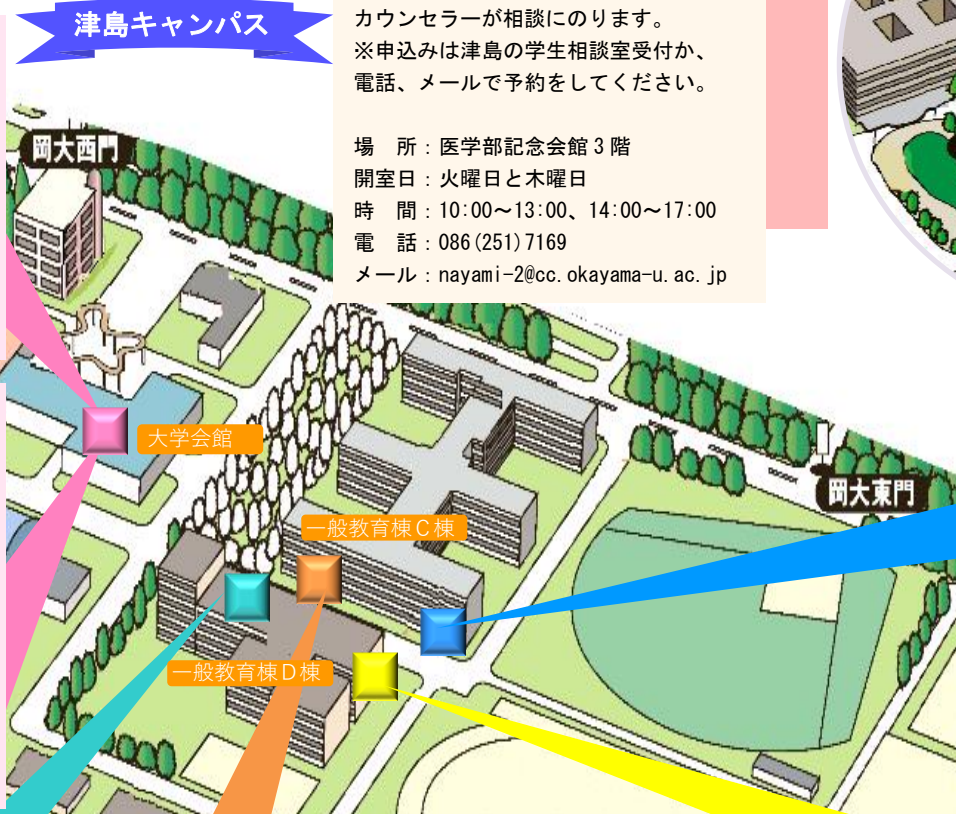 津島キャンパス
カウンセラーが相談にのります。
※申込みは津島の学生相談室受付か、
電話、メールで予約をしてください。
場　所：医学部記念会館３階
開室日：火曜日と木曜日
時　間：10:00～13:00、14:00～17:00
電　話：086(251)7169
メール：nayami-2@cc.okayama-u.ac.jp
岡大西門
大学会館
岡大東門
一般教育棟Ｃ棟
一般教育棟Ｄ棟